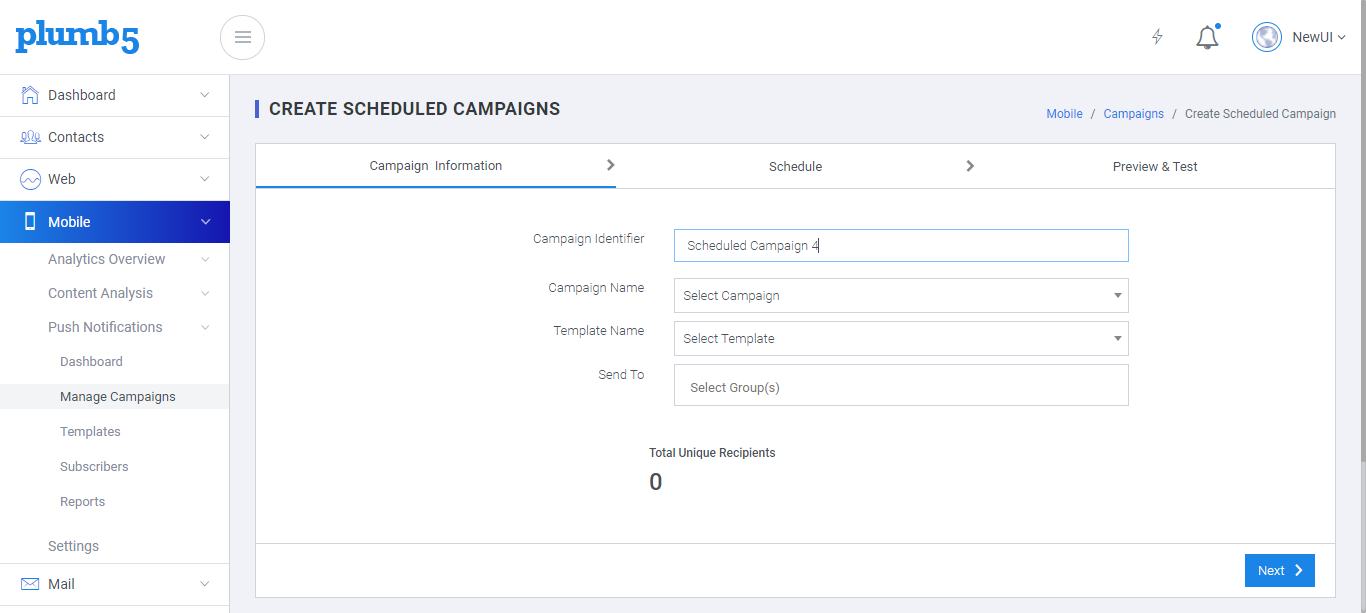 plumb5
NewUI
Dashboard
Contacts
Web
Mobile
Analytics Overview
Content Analysis
Push Notifications
Dashboard
Manage Campaigns
Templates
Subscribers
Reports
Settings
Mail
CREATE SCHEDULED CAMPAIGNS
Mobile / Campaigns / Create Scheduled Campaign
Campaign Information
Schedule
Preview & Test
Campaign Identifier
Scheduled Campaign 4
Campaign Name
Select Campaign
Template Name
Select Template
Send To
Select Group(s)
Total Unique Recipients
0
Next